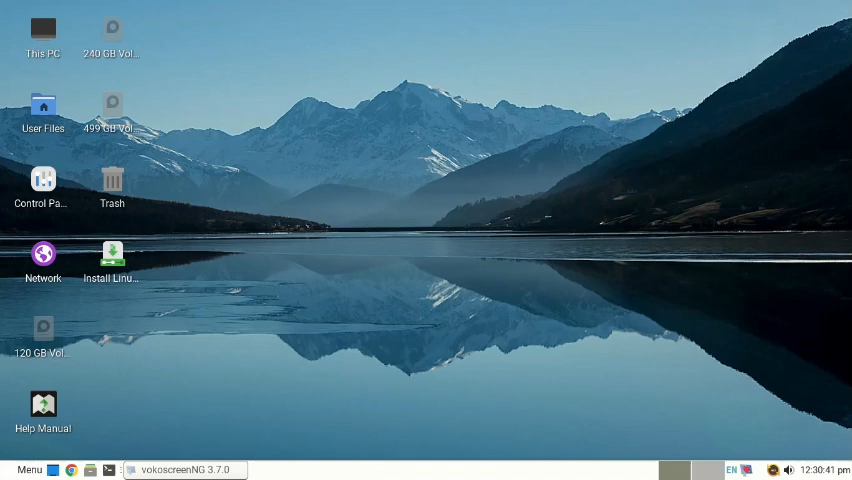 This PC
240 GB Vol...
User Files
499 GB Vol...
Control Pa...
Trash
Network
Install Linu...
120 GB Vol...
Help Manual
Menu
vokoscreenNG 3.7.0
EN
12:30:41 pm